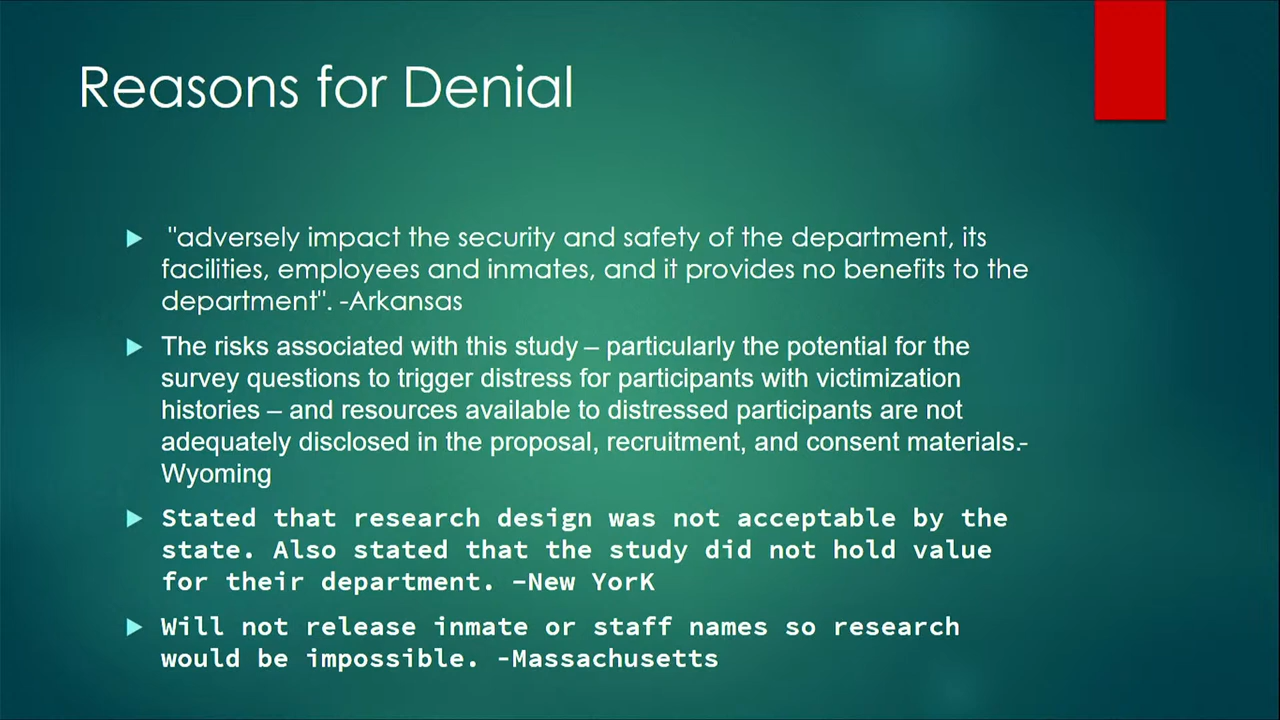 Reasons for Denial
"adversely impact the security and safety of the department, its
facilities, employees and inmates, and it provides no benefits to the
department". -Arkansas
The risks associated with this study – particularly the potential for the
survey questions to trigger distress for participants with victimization
histories – and resources available to distressed participants are not
adequately disclosed in the proposal, recruitment, and consent materials.-
Wyoming
Stated that research design was not acceptable by the
state. Also stated that the study did not hold value
for their department. –New YorK
Will not release inmate or staff names so research
would be impossible. -Massachusetts